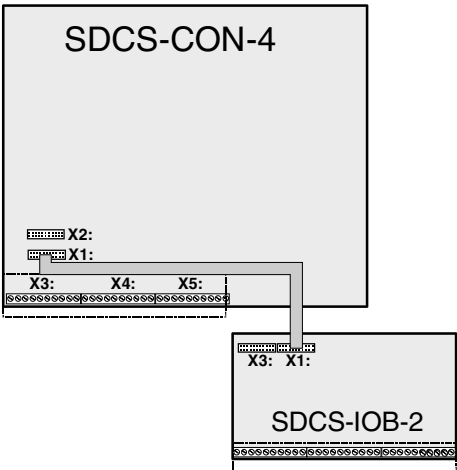 SDCS-CON-4
X2:
X1:
X3: X4: X5:
X3: X1:
SDCS-IOB-2